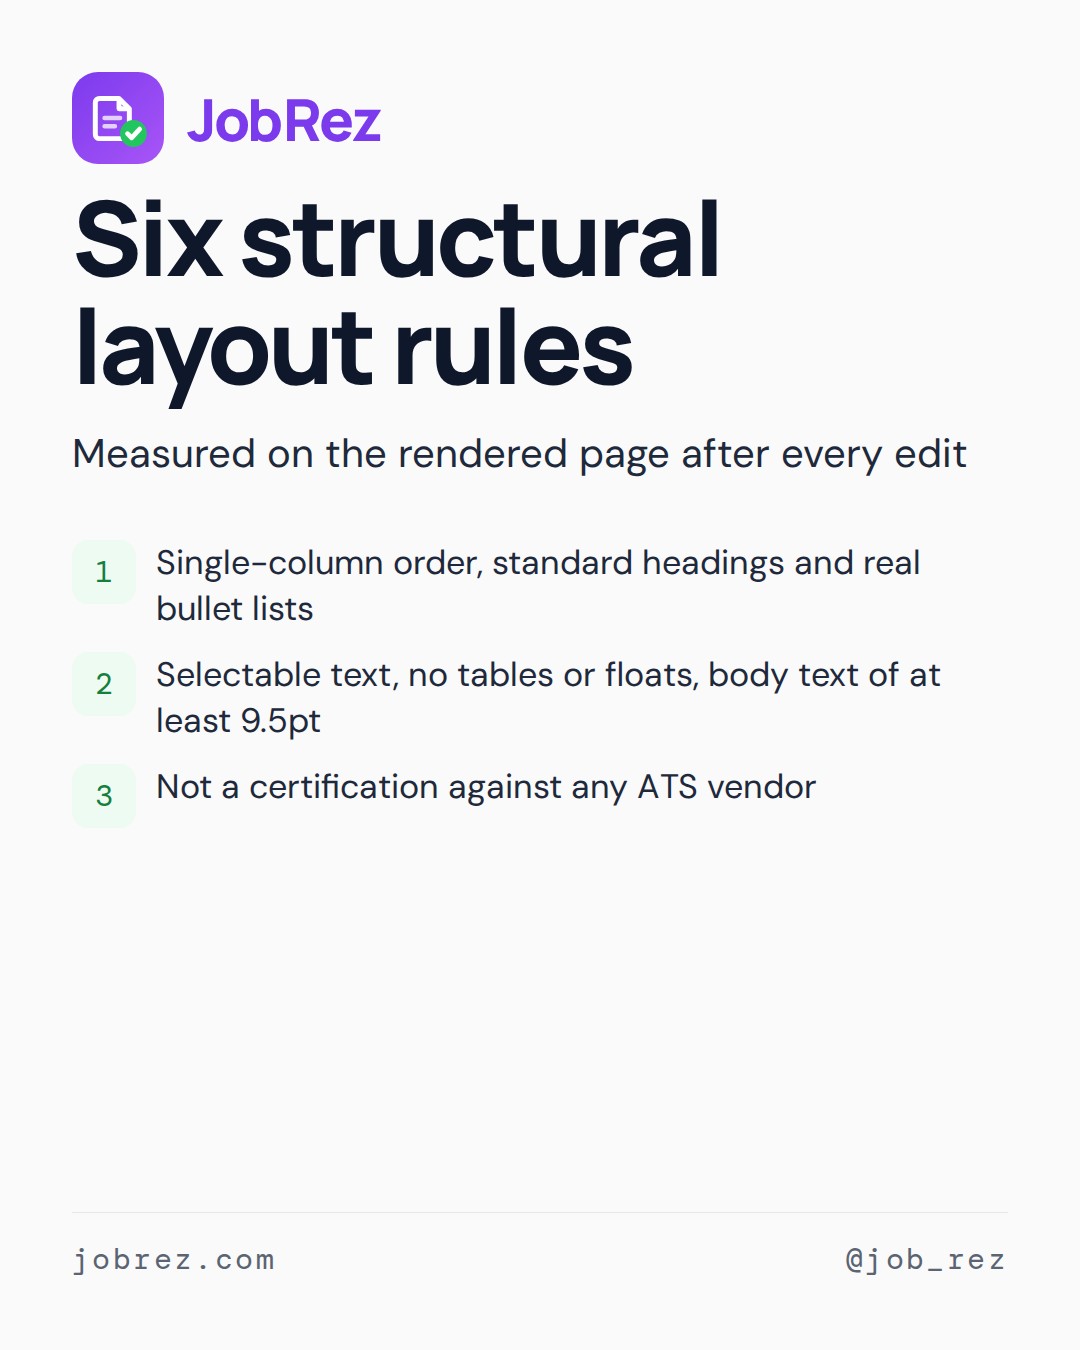 JobRez
Six structural
layout rules
Measured on the rendered page after every edit
1 Single-column order, standard headings and real
bullet lists
2 Selectable text, no tables or floats, body text of at
least 9.5pt
3 Not a certification against any ATS vendor
jobrez.com @job_rez